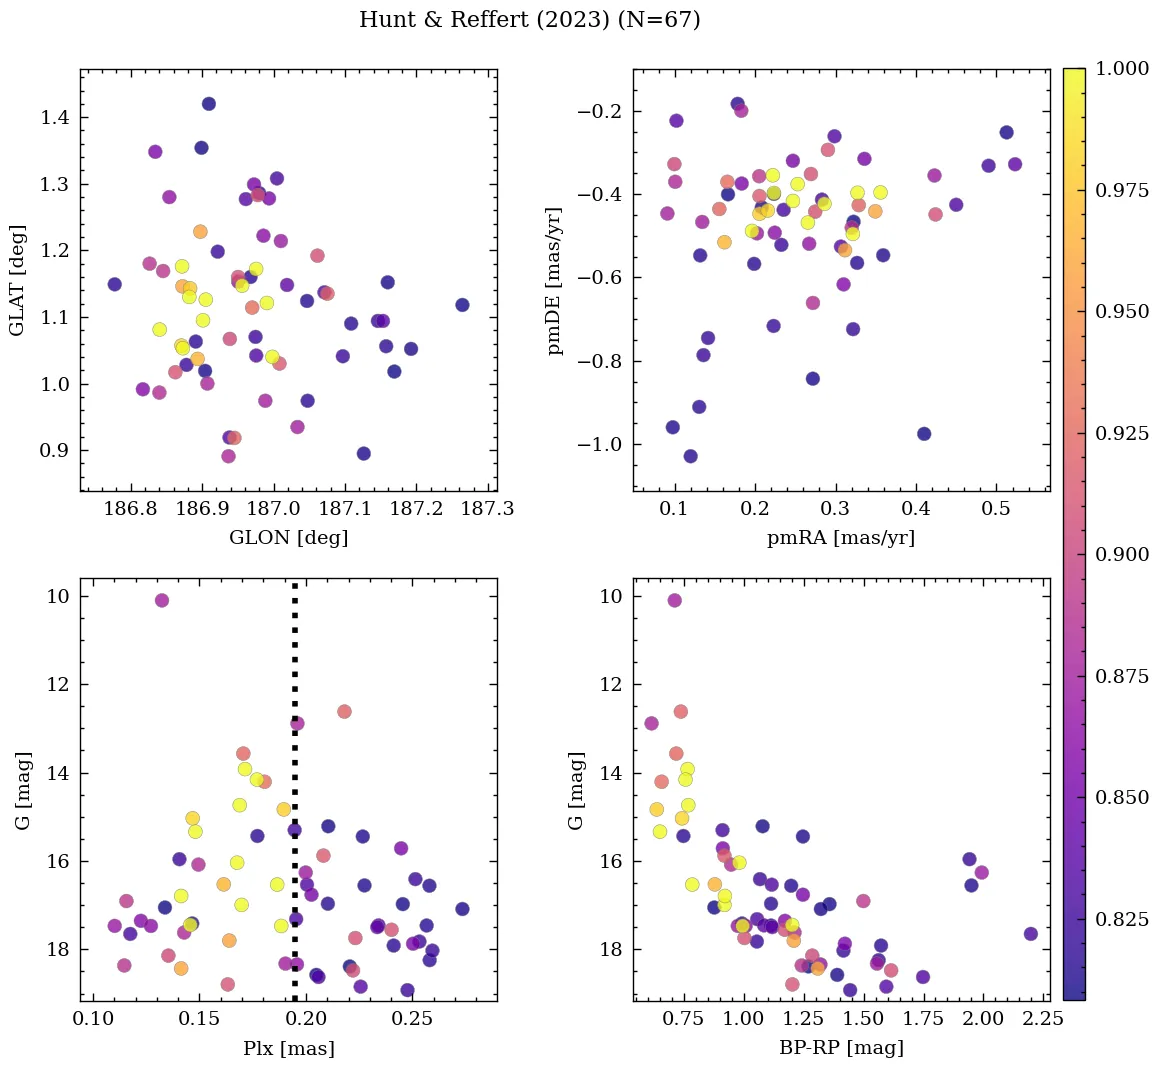 Hunt & Reffert (2023) (N=67)
1.4
1.3
1.2
1.1
1.0
0.9
GLAT [deg]
186.8 186.9 187.0 187.1 187.2 187.3
GLON [deg]
−0.2
−0.4
−0.6
−0.8
−1.0
pmDE [mas/yr]
0.1 0.2 0.3 0.4 0.5
pmRA [mas/yr]
10
12
14
16
18
G [mag]
0.10 0.15 0.20 0.25
Plx [mas]
10
12
14
16
18
G [mag]
0.75 1.00 1.25 1.50 1.75 2.00 2.25
BP-RP [mag]
1.000
0.975
0.950
0.925
0.900
0.875
0.850
0.825